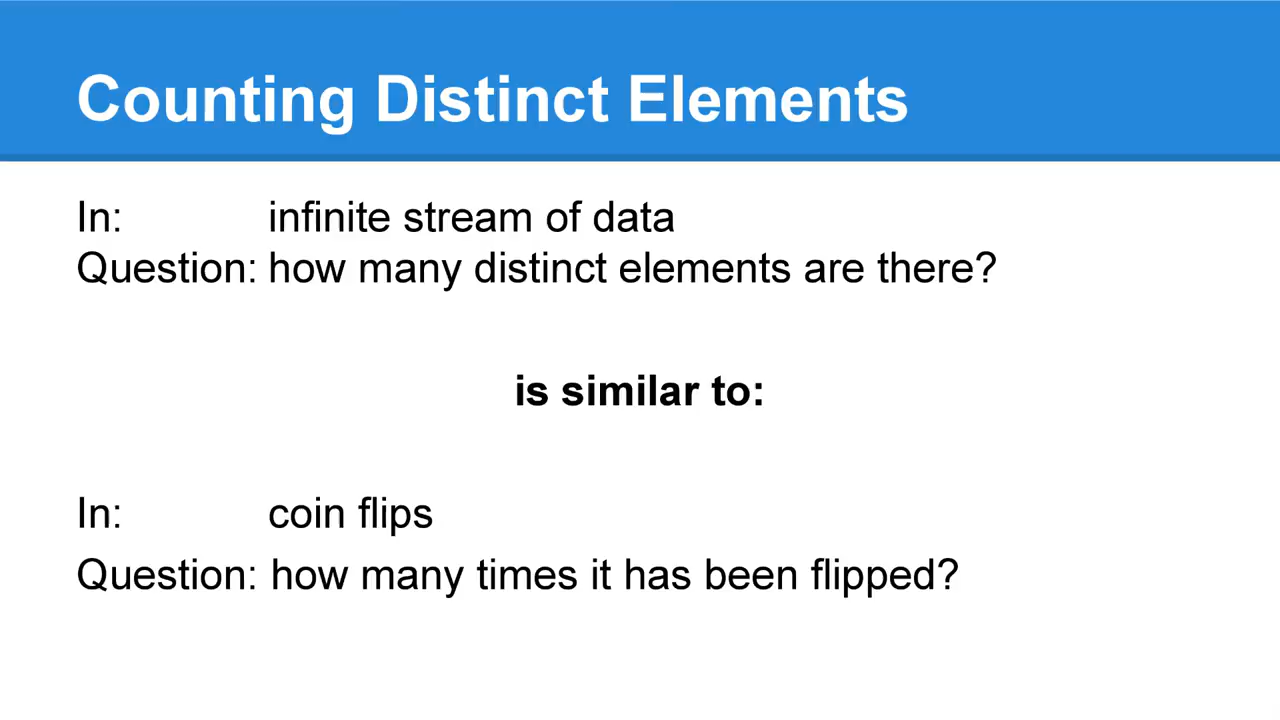 Counting Distinct Elements
In: infinite stream of data
Question: how many distinct elements are there?
is similar to:
In: coin flips
Question: how many times it has been flipped?